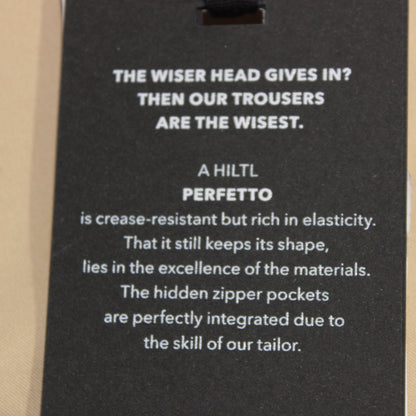 THE WISER HEAD GIVES IN?
THEN OUR TROUSERS
ARE THE WISEST.
A HILTL
PERFETTO
is crease-resistant but rich in elasticity.
That it still keeps its shape,
lies in the excellence of the materials.
The hidden zipper pockets
are perfectly integrated due to
the skill of our tailor.